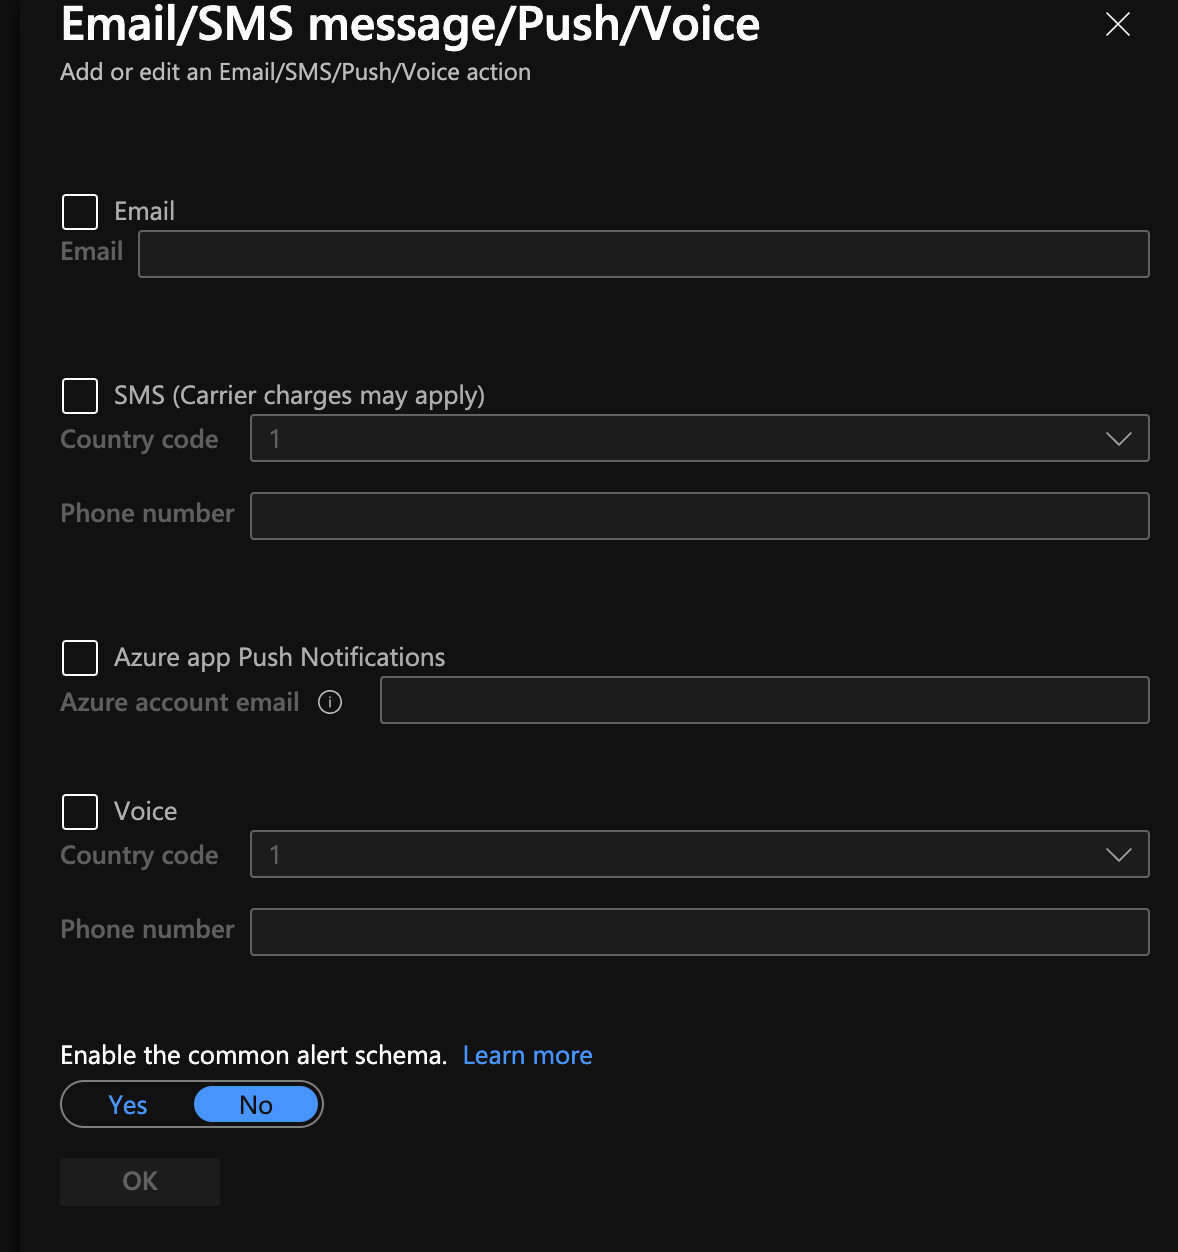 Email/SMS message/Push/Voice
Add or edit an Email/SMS/Push/Voice action
Email
Email
SMS (Carrier charges may apply)
Country code 1
Phone number
Azure app Push Notifications
Azure account email
Voice
Country code 1
Phone number
Enable the common alert schema. Learn more
Yes No
OK